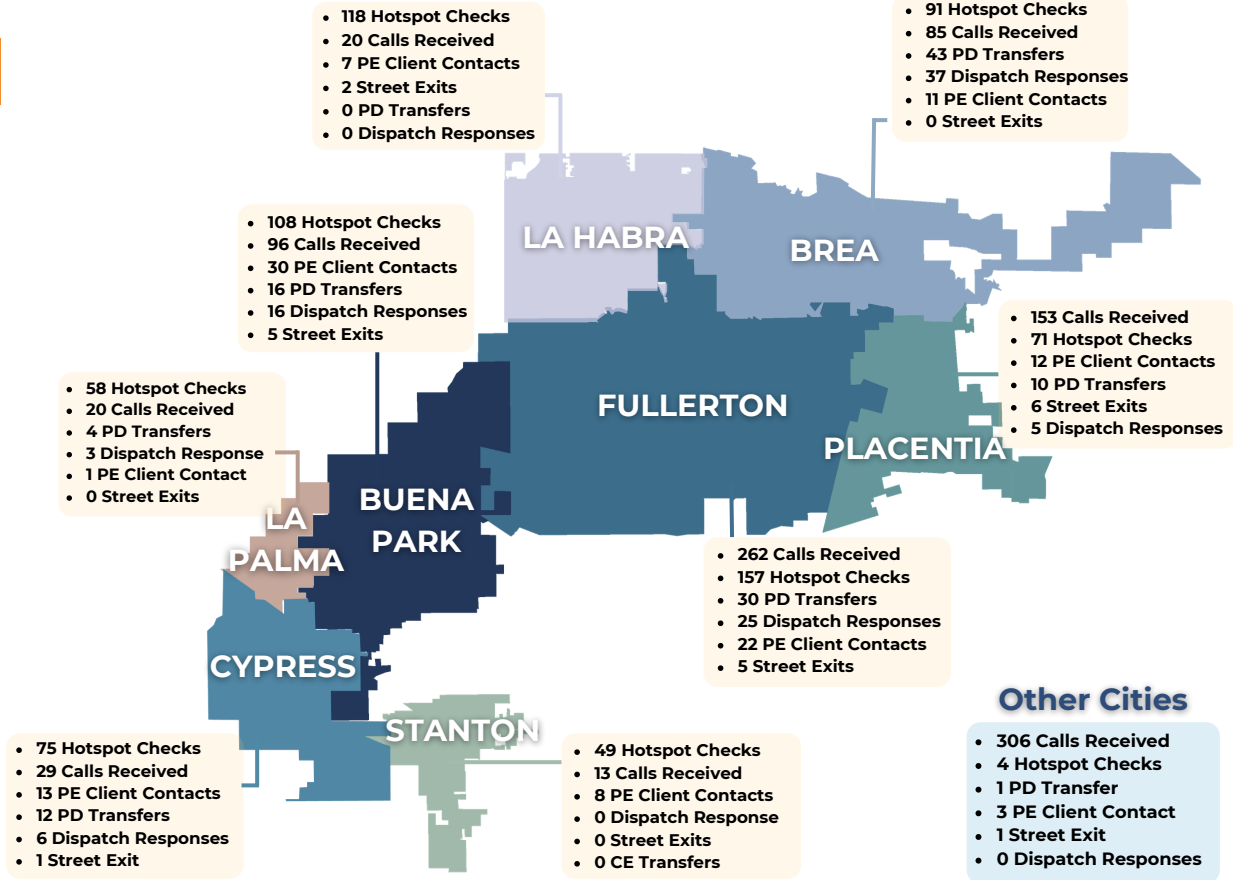 118 Hotspot Checks
20 Calls Received
7 PE Client Contacts
2 Street Exits
0 PD Transfers
0 Dispatch Responses
91 Hotspot Checks
85 Calls Received
43 PD Transfers
37 Dispatch Responses
11 PE Client Contacts
0 Street Exits
108 Hotspot Checks
96 Calls Received
30 PE Client Contacts
16 PD Transfers
16 Dispatch Responses
5 Street Exits
LA HABRA
BREA
153 Calls Received
71 Hotspot Checks
12 PE Client Contacts
10 PD Transfers
6 Street Exits
5 Dispatch Responses
58 Hotspot Checks
20 Calls Received
4 PD Transfers
3 Dispatch Response
1 PE Client Contact
0 Street Exits
FULLERTON
PLACENTIA
BUENA
PARK
LA
PALMA
262 Calls Received
157 Hotspot Checks
30 PD Transfers
25 Dispatch Responses
22 PE Client Contacts
5 Street Exits
CYPRESS
STANTON
75 Hotspot Checks
29 Calls Received
13 PE Client Contacts
12 PD Transfers
6 Dispatch Responses
1 Street Exit
49 Hotspot Checks
13 Calls Received
8 PE Client Contacts
0 Dispatch Response
0 Street Exits
0 CE Transfers
Other Cities
306 Calls Received
4 Hotspot Checks
1 PD Transfer
3 PE Client Contact
1 Street Exit
0 Dispatch Responses